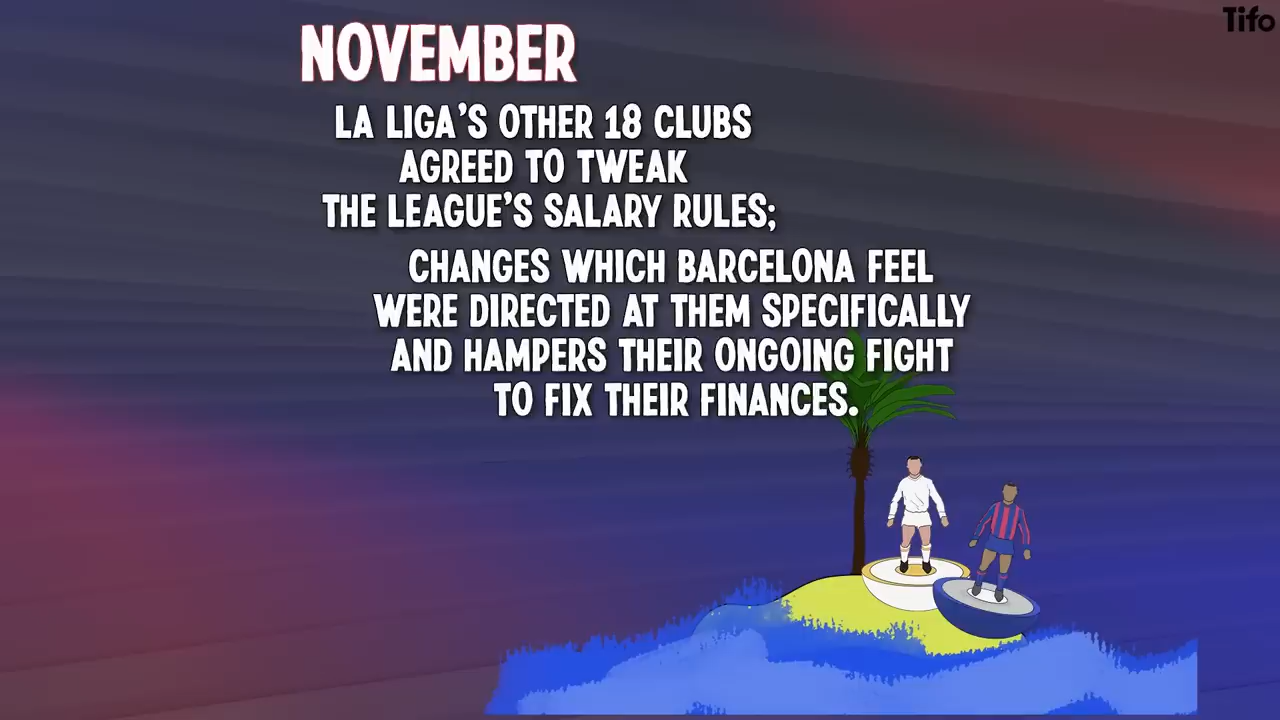 Tifo
NOVEMBER
LA LIGA'S OTHER 18 CLUBS
AGREED TO TWEAK
THE LEAGUE'S SALARY RULES;
CHANGES WHICH BARCELONA FEEL
WERE DIRECTED AT THEM SPECIFICALLY
AND HAMPERS THEIR ONGOING FIGHT
TO FIX THEIR FINANCES.